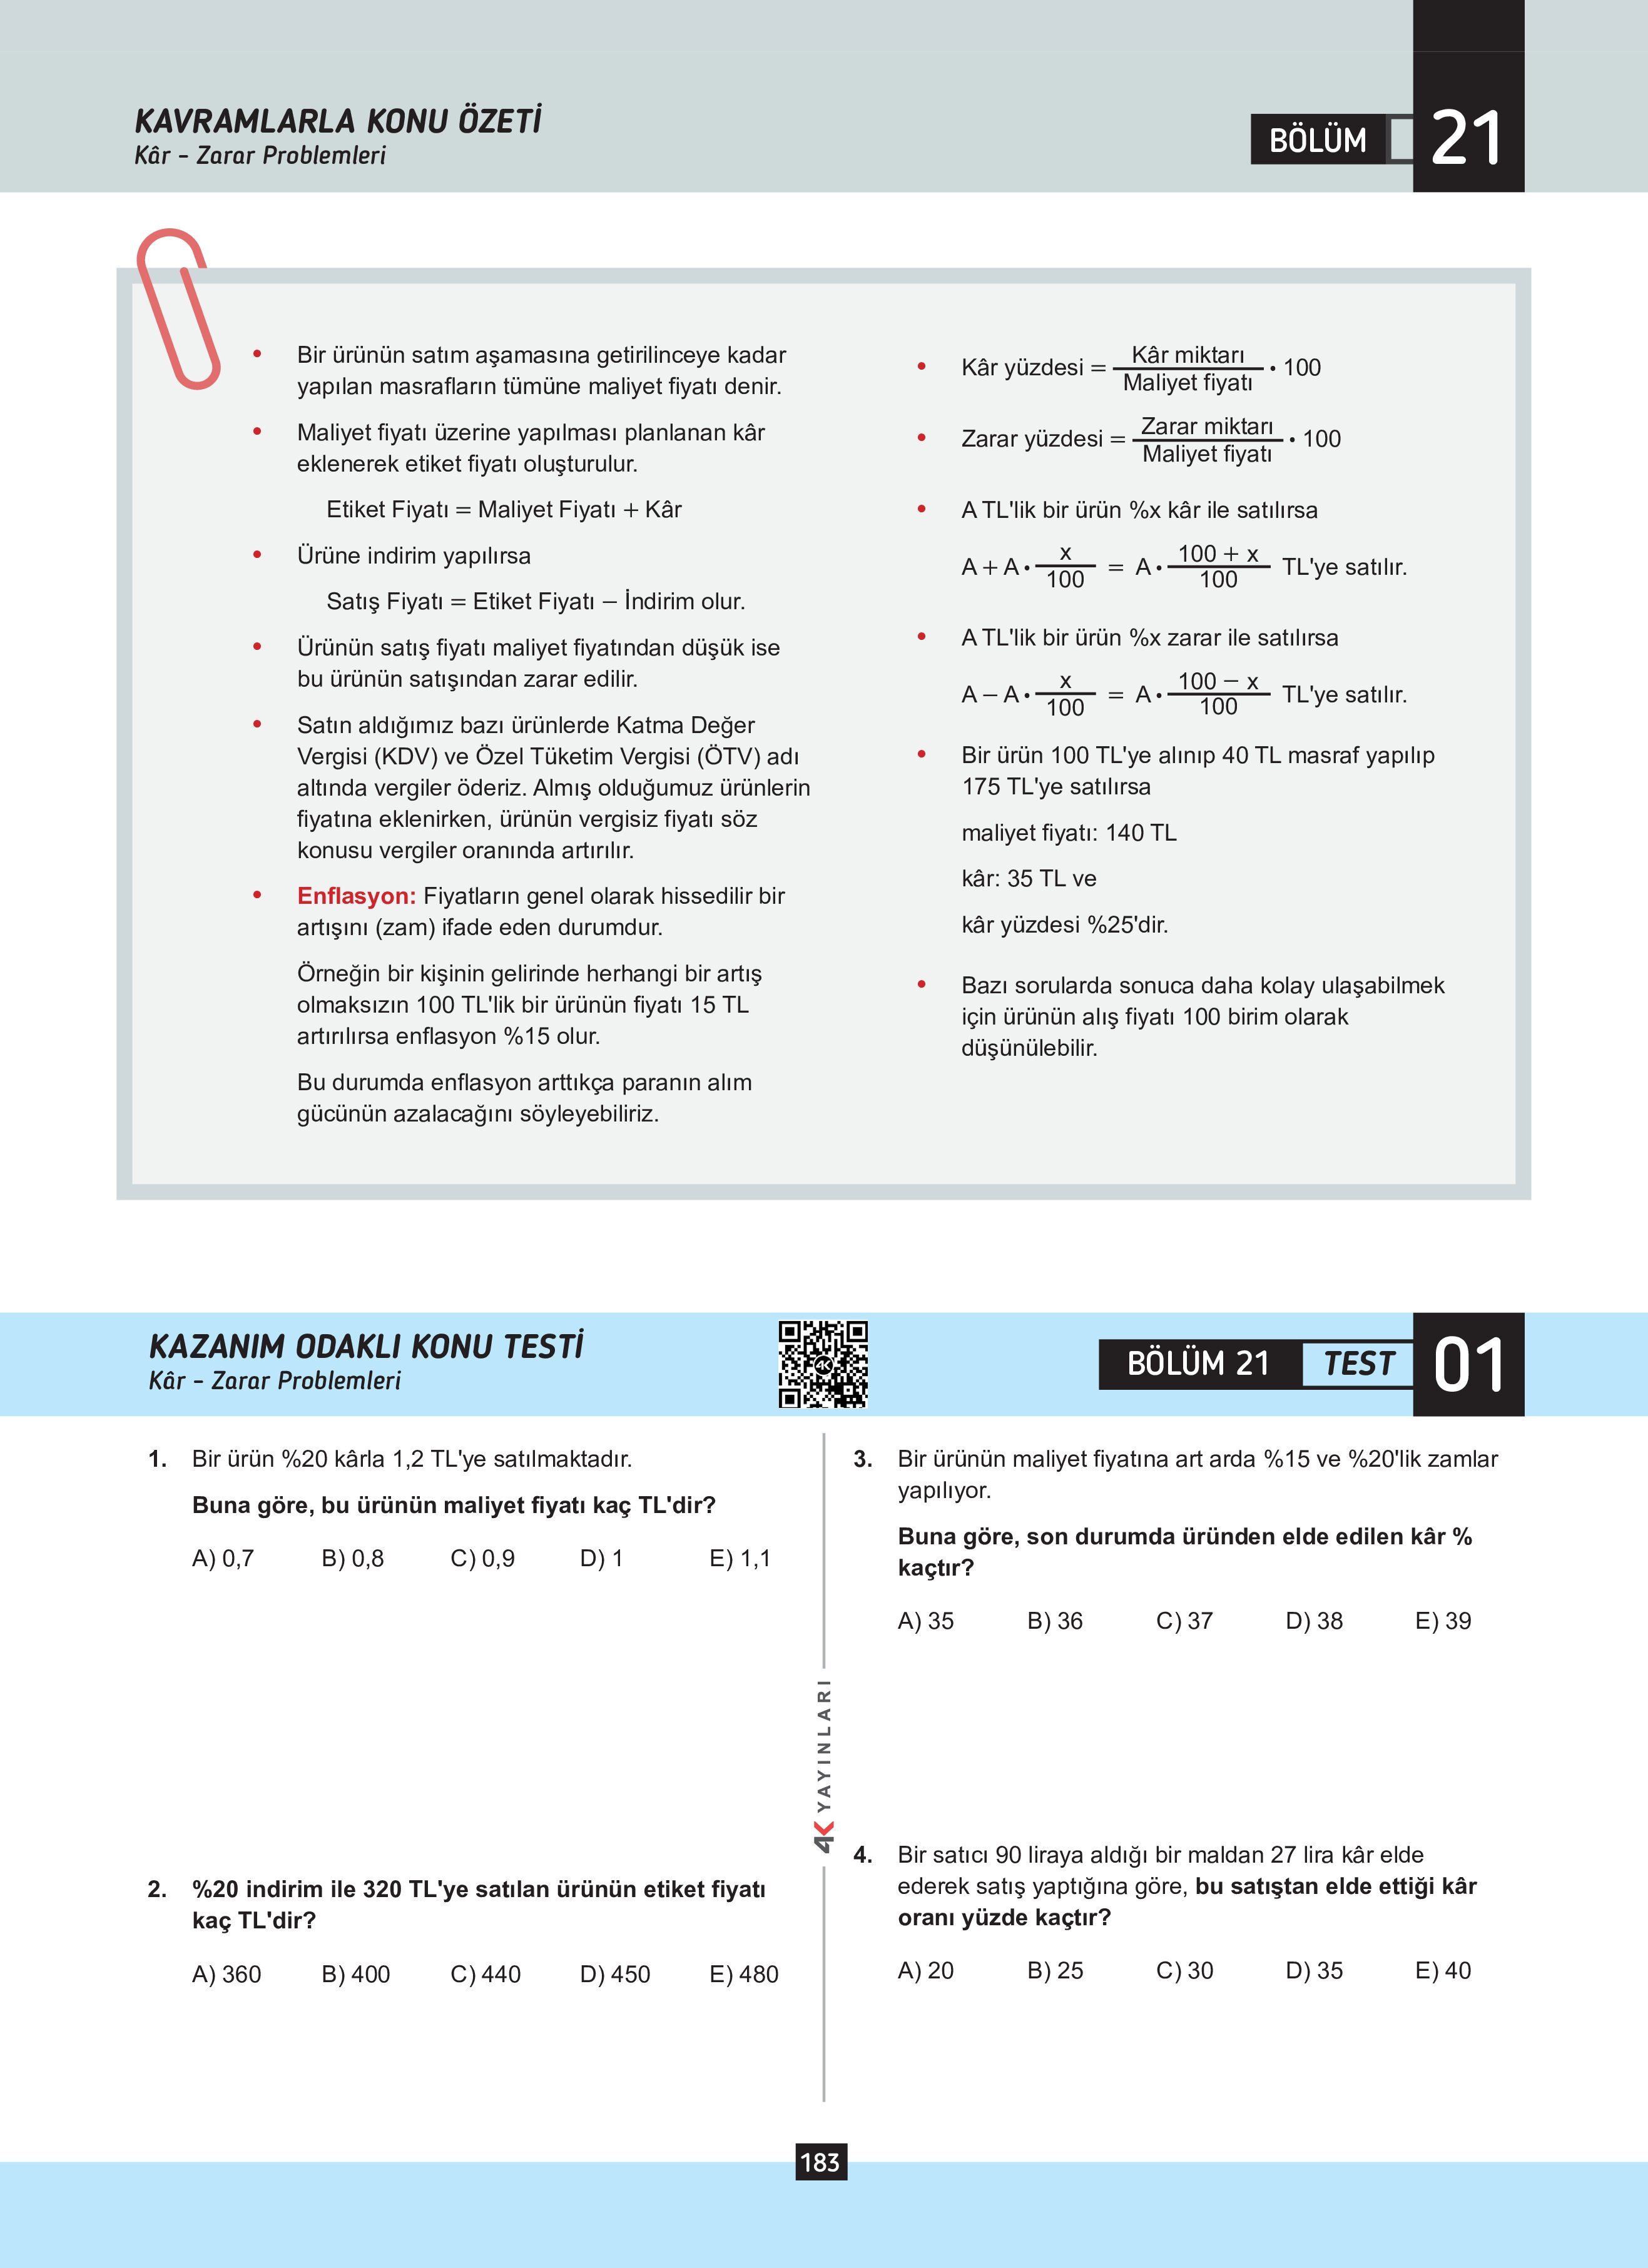 KAVRAMLARLA KONU ÖZETİ
Kâr - Zarar Problemleri
BÖLÜM
21
• Bir ürünün satım aşamasına getirilinceye kadar
yapılan masrafların tümüne maliyet fiyatı denir.
• Maliyet fiyatı üzerine yapılması planlanan kâr
eklenerek etiket fiyatı oluşturulur.
Etiket Fiyatı = Maliyet Fiyatı + Kâr
• Ürüne indirim yapılırsa
Satış Fiyatı = Etiket Fiyatı − İndirim olur.
• Ürünün satış fiyatı maliyet fiyatından düşük ise
bu ürünün satışından zarar edilir.
• Satın aldığımız bazı ürünlerde Katma Değer
Vergisi (KDV) ve Özel Tüketim Vergisi (ÖTV) adı
altında vergiler öderiz. Almış olduğumuz ürünlerin
fiyatına eklenirken, ürünün vergisiz fiyatı söz
konusu vergiler oranında artırılır.
• Enflasyon: Fiyatların genel olarak hissedilir bir
artışını (zam) ifade eden durumdur.
Örneğin bir kişinin gelirinde herhangi bir artış
olmaksızın 100 TL'lik bir ürünün fiyatı 15 TL
artırılırsa enflasyon %15 olur.
Bu durumda enflasyon arttıkça paranın alım
gücünün azalacağını söyleyebiliriz.
• Kâr yüzdesi = Kâr miktarı / Maliyet fiyatı • 100
• Zarar yüzdesi = Zarar miktarı / Maliyet fiyatı • 100
• A TL'lik bir ürün %x kâr ile satılırsa
A + A • x / 100 = A • 100 + x / 100 TL'ye satılır.
• A TL'lik bir ürün %x zarar ile satılırsa
A − A • x / 100 = A • 100 − x / 100 TL'ye satılır.
• Bir ürün 100 TL'ye alınıp 40 TL masraf yapılıp
175 TL'ye satılırsa
maliyet fiyatı: 140 TL
kâr: 35 TL ve
kâr yüzdesi %25'dir.
• Bazı sorularda sonuca daha kolay ulaşabilmek
için ürünün alış fiyatı 100 birim olarak
düşünülebilir.
KAZANIM ODAKLI KONU TESTİ
Kâr - Zarar Problemleri
4K
BÖLÜM 21 TEST 01
1. Bir ürün %20 kârla 1,2 TL'ye satılmaktadır.
Buna göre, bu ürünün maliyet fiyatı kaç TL'dir?
A) 0,7 B) 0,8 C) 0,9 D) 1 E) 1,1
2. %20 indirim ile 320 TL'ye satılan ürünün etiket fiyatı
kaç TL'dir?
A) 360 B) 400 C) 440 D) 450 E) 480
4K YAYINLARI
3. Bir ürünün maliyet fiyatına art arda %15 ve %20'lik zamlar
yapılıyor.
Buna göre, son durumda üründen elde edilen kâr %
kaçtır?
A) 35 B) 36 C) 37 D) 38 E) 39
4. Bir satıcı 90 liraya aldığı bir maldan 27 lira kâr elde
ederek satış yaptığına göre, bu satıştan elde ettiği kâr
oranı yüzde kaçtır?
A) 20 B) 25 C) 30 D) 35 E) 40
183